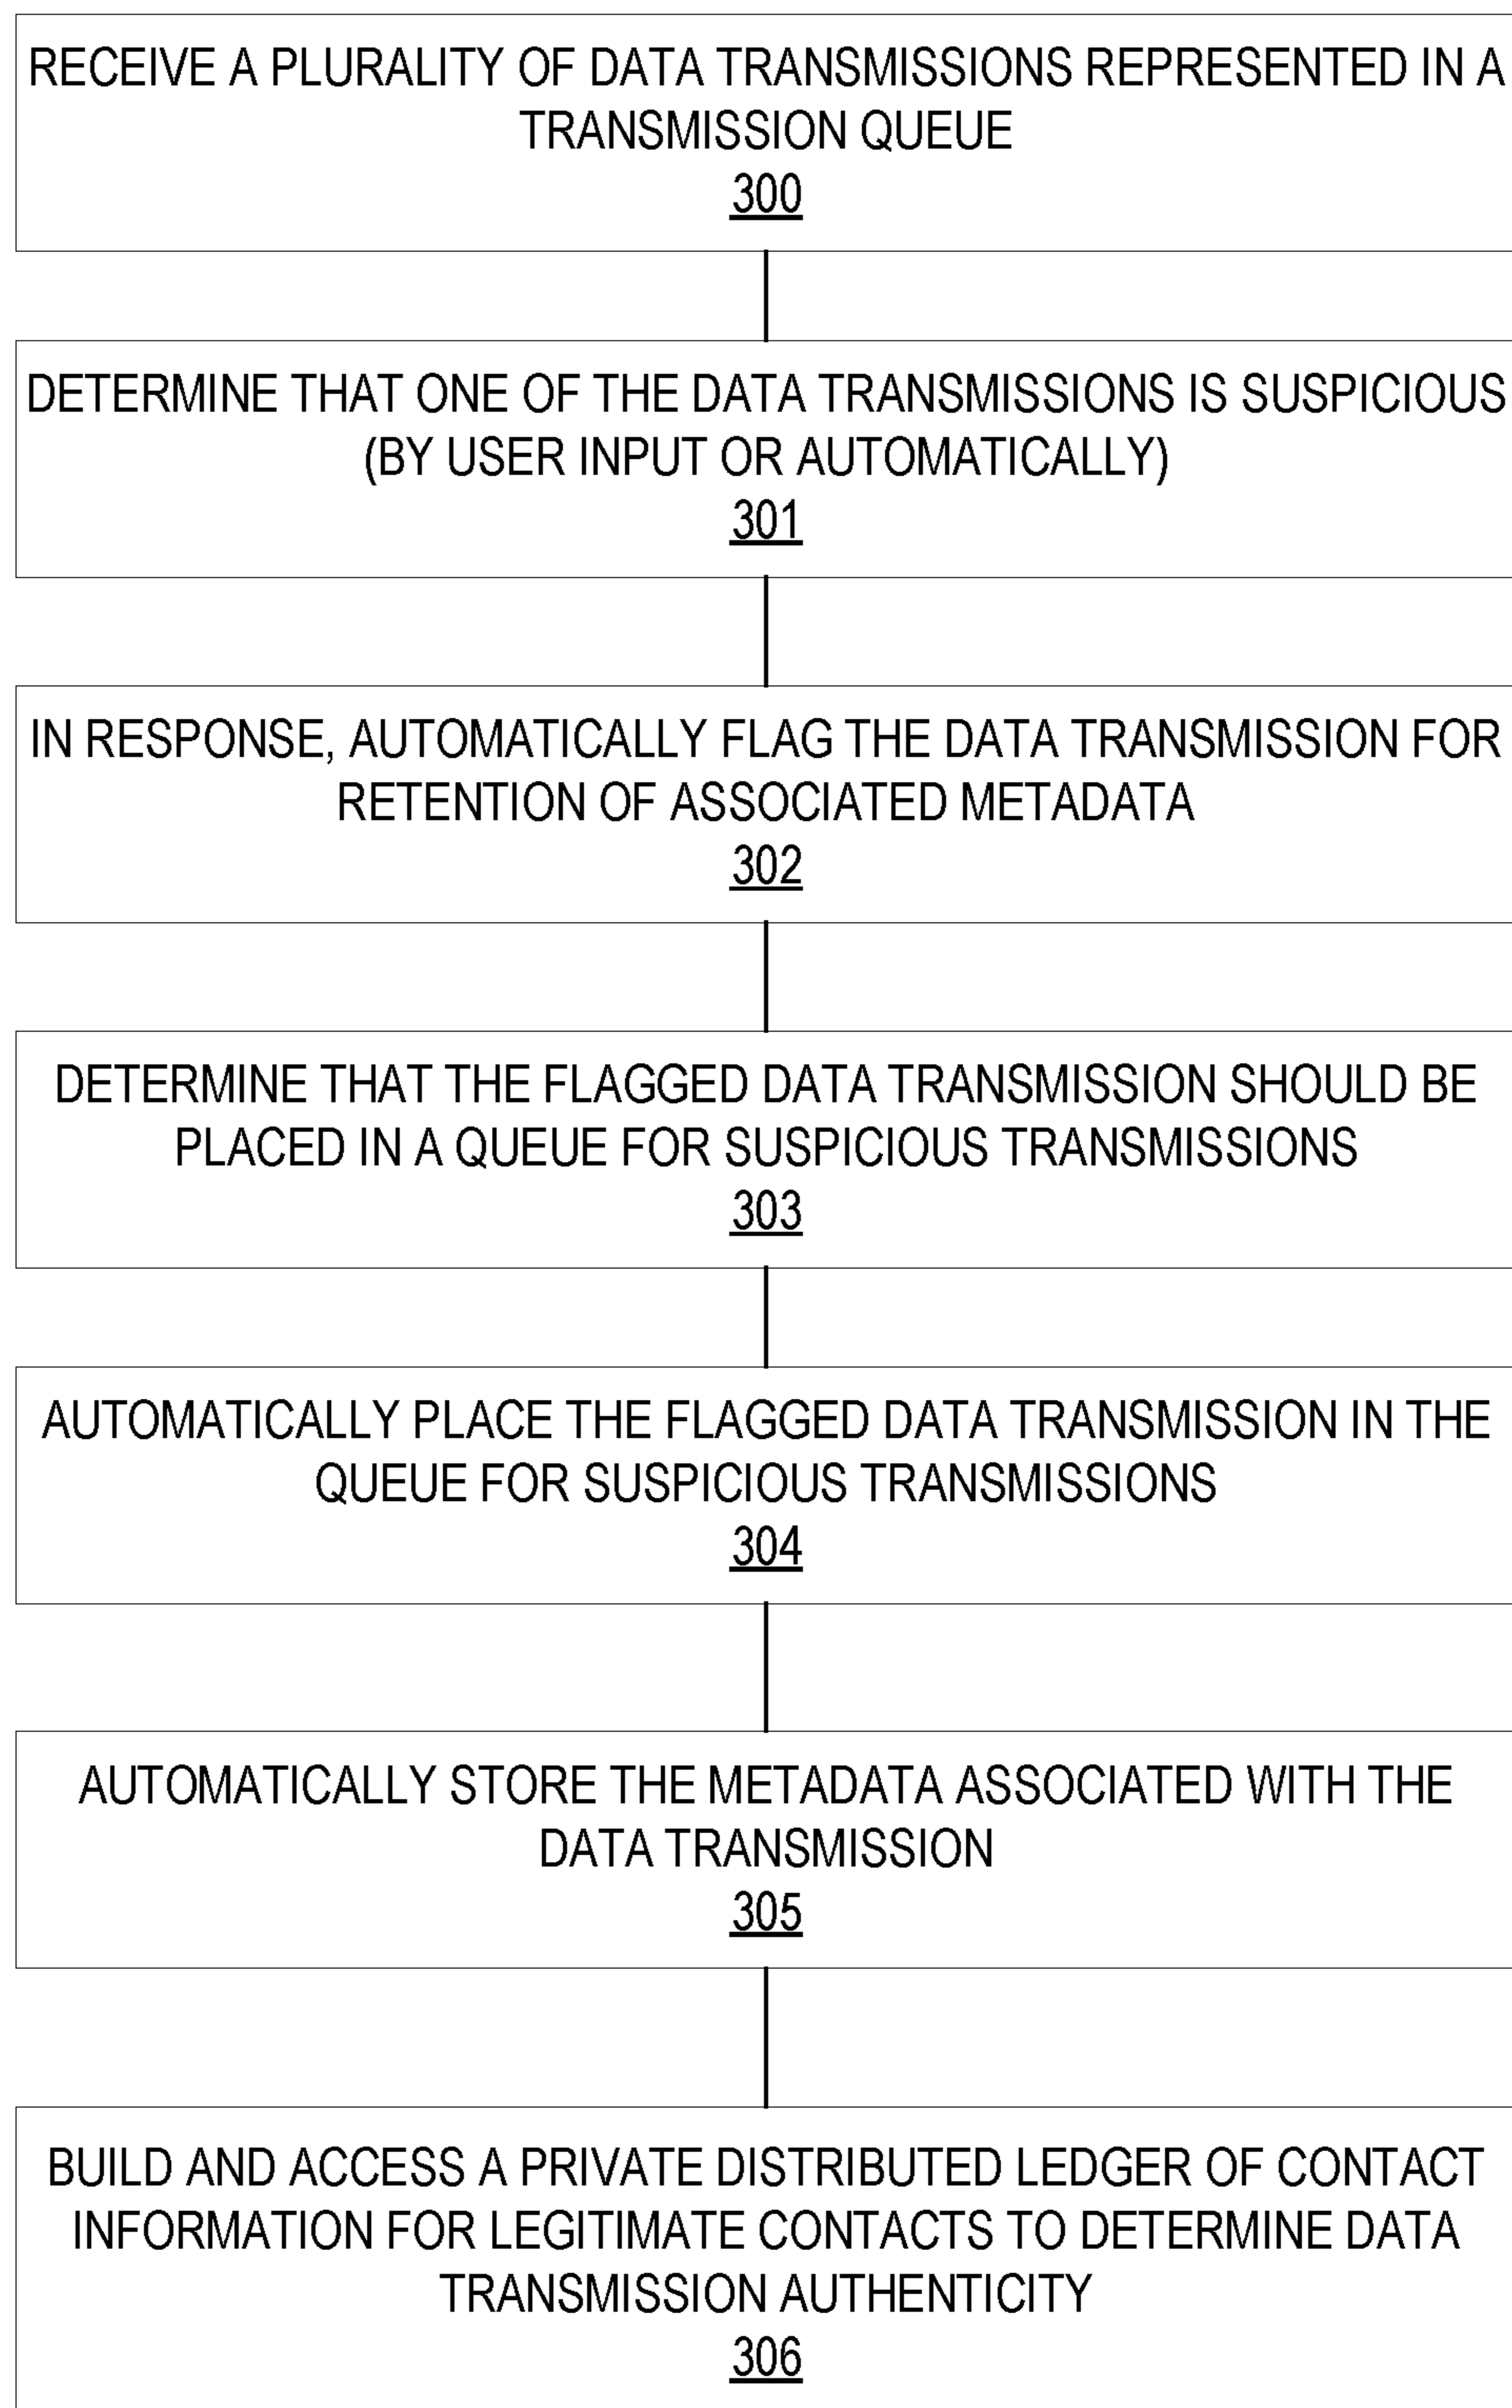 RECEIVE A PLURALITY OF DATA TRANSMISSIONS REPRESENTED IN A
TRANSMISSION QUEUE
300
DETERMINE THAT ONE OF THE DATA TRANSMISSIONS IS SUSPICIOUS
(BY USER INPUT OR AUTOMATICALLY)
301
IN RESPONSE, AUTOMATICALLY FLAG THE DATA TRANSMISSION FOR
RETENTION OF ASSOCIATED METADATA
302
DETERMINE THAT THE FLAGGED DATA TRANSMISSION SHOULD BE
PLACED IN A QUEUE FOR SUSPICIOUS TRANSMISSIONS
303
AUTOMATICALLY PLACE THE FLAGGED DATA TRANSMISSION IN THE
QUEUE FOR SUSPICIOUS TRANSMISSIONS
304
AUTOMATICALLY STORE THE METADATA ASSOCIATED WITH THE
DATA TRANSMISSION
305
BUILD AND ACCESS A PRIVATE DISTRIBUTED LEDGER OF CONTACT
INFORMATION FOR LEGITIMATE CONTACTS TO DETERMINE DATA
TRANSMISSION AUTHENTICITY
306